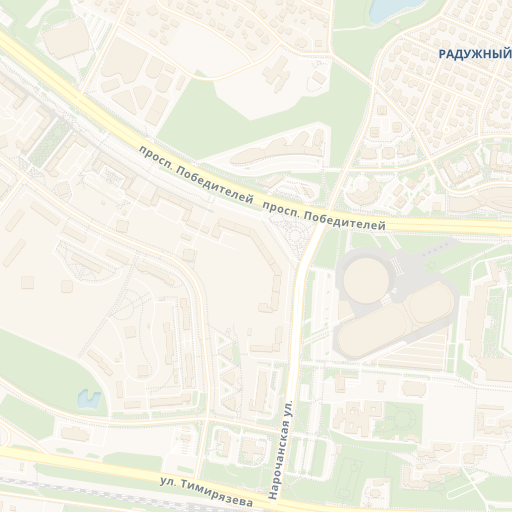 РАДУЖНЫЙ
просп. Победителей
просп. Победителей
Нарочанская ул.
ул. Тимирязева